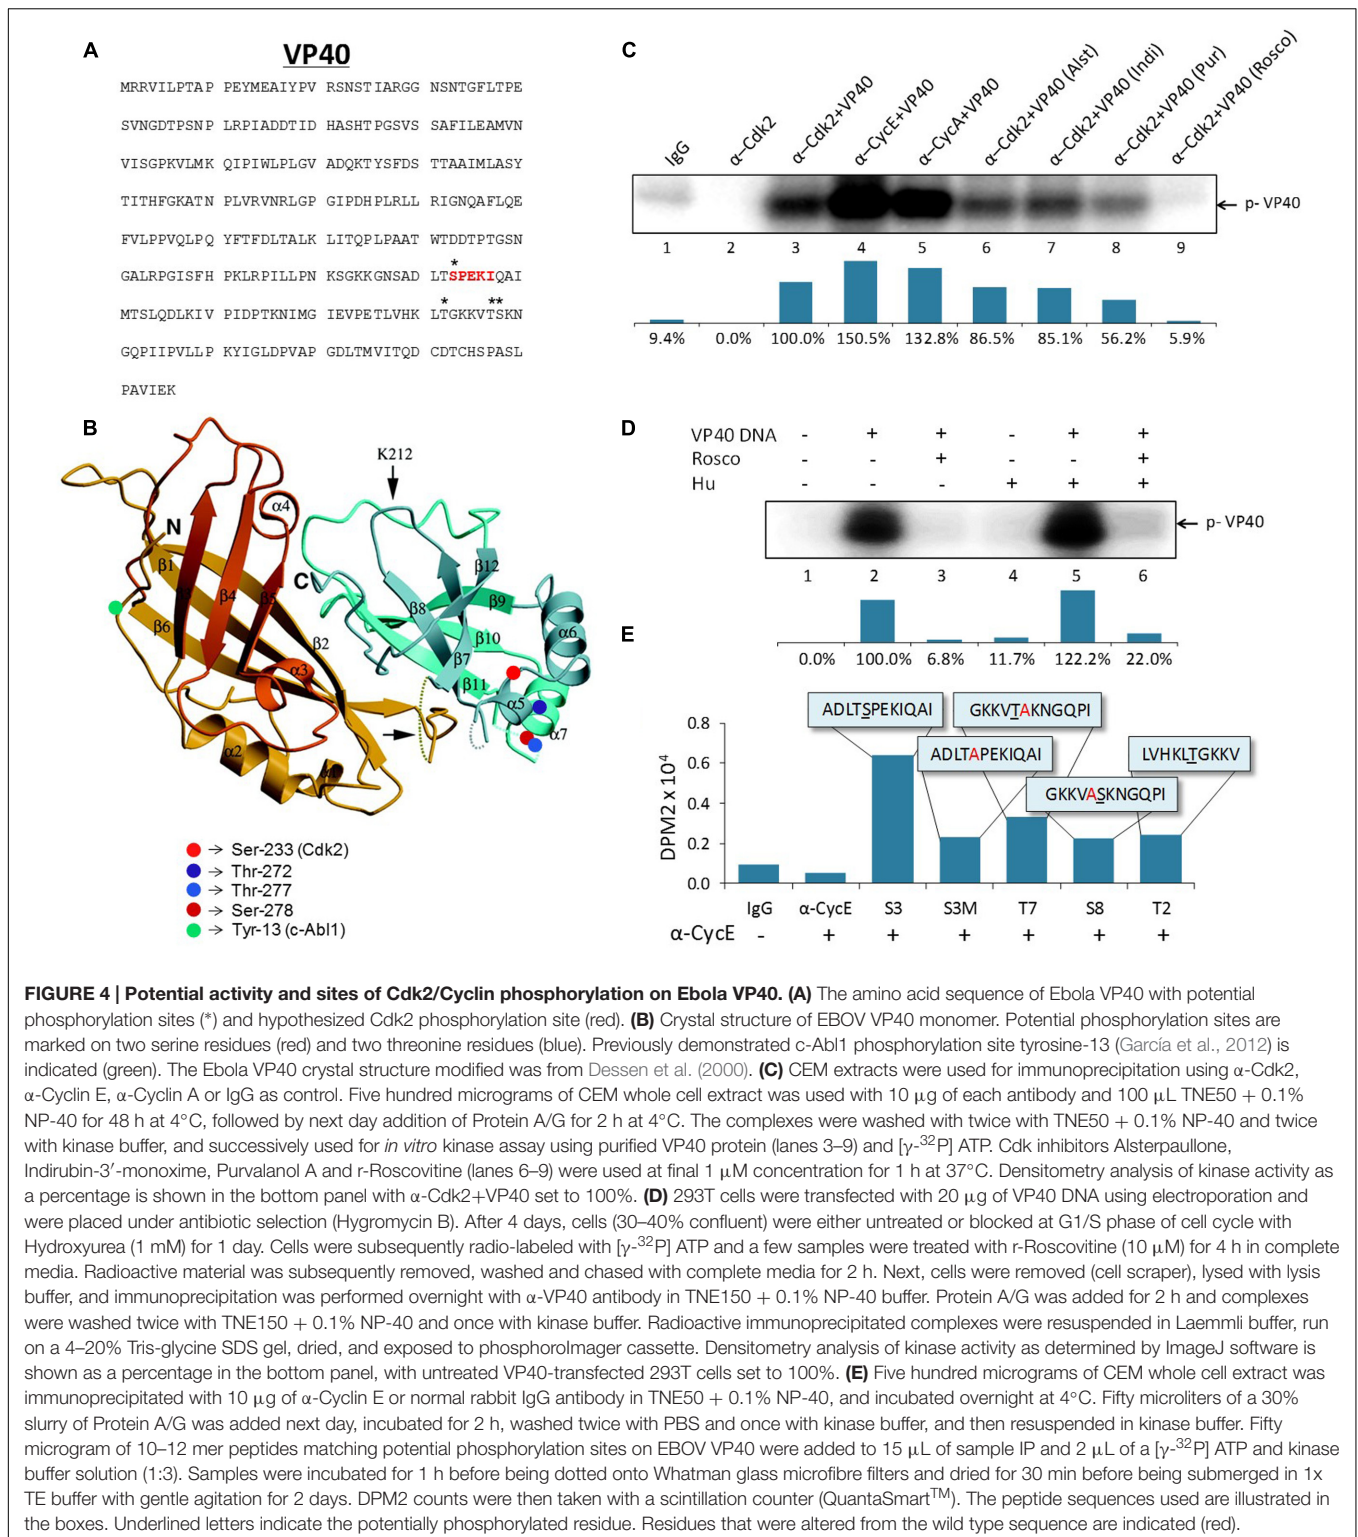 A
VP40
MRRVILPTAP PEYMEAIYPV RSNSTIARGG NSNTGFLTPE
SVNGDTPSNP LRPIADDTID HASHTPGSVS SAFILEAMVN
VISGPKVLMK QIPIWLPLGV ADQKTYSFDS TTAAIMLASY
TITHFGKATN PLVRVNRLGP GIPDHPLRLL RIGNQAFLQE
FVLPPVQLPQ YFTFDLTALK LITQPLPAAT WTDDTPTGSN
*
GALRPGISFH PKLRPILLPN KSGKKGNSAD LTSPEKIQAI
* **
MTSLQDLKIV PIDPTKNIMG IEVPETLVHK LTGKKVTSKN
GQPIIPVLLP KYIGLDPVAP GDLTMVITQD CDTCHSPASL
PAVIEK
B
K212
N
C
α4
β1
β3
β4
β5
β6
β2
α3
α2
α1
β12
β8
β9
β10
β7
β11
α6
α5
α7
→ Ser-233 (Cdk2)
→ Thr-272
→ Thr-277
→ Ser-278
→ Tyr-13 (c-Abl1)
C
IgG α–Cdk2 α–Cdk2+VP40 α–CycE+VP40 α–CycA+VP40 α–Cdk2+VP40 (Alst) α–Cdk2+VP40 (Indi) α–Cdk2+VP40 (Pur) α–Cdk2+VP40 (Rosco)
← p- VP40
1 2 3 4 5 6 7 8 9
9.4% 0.0% 100.0% 150.5% 132.8% 86.5% 85.1% 56.2% 5.9%
D
VP40 DNA - + + - + +
Rosco - - + - - +
Hu - - - + + +
← p- VP40
1 2 3 4 5 6
0.0% 100.0% 6.8% 11.7% 122.2% 22.0%
E
ADLTSPEKIQAI
GKKVTAKNGQPI
ADLTAPEKIQAI
LVHKLTGKKV
GKKVASKNGQPI
DPM2 x 10⁴
0.8
0.6
0.4
0.2
0.0
IgG α-CycE S3 S3M T7 S8 T2
α-CycE - + + + + + +
FIGURE 4 | Potential activity and sites of Cdk2/Cyclin phosphorylation on Ebola VP40. (A) The amino acid sequence of Ebola VP40 with potential
phosphorylation sites (*) and hypothesized Cdk2 phosphorylation site (red). (B) Crystal structure of EBOV VP40 monomer. Potential phosphorylation sites are
marked on two serine residues (red) and two threonine residues (blue). Previously demonstrated c-Abl1 phosphorylation site tyrosine-13 (García et al., 2012) is
indicated (green). The Ebola VP40 crystal structure modified was from Dessen et al. (2000). (C) CEM extracts were used for immunoprecipitation using α-Cdk2,
α-Cyclin E, α-Cyclin A or IgG as control. Five hundred micrograms of CEM whole cell extract was used with 10 μg of each antibody and 100 μL TNE50 + 0.1%
NP-40 for 48 h at 4°C, followed by next day addition of Protein A/G for 2 h at 4°C. The complexes were washed with twice with TNE50 + 0.1% NP-40 and twice
with kinase buffer, and successively used for in vitro kinase assay using purified VP40 protein (lanes 3–9) and [γ-³²P] ATP. Cdk inhibitors Alsterpaullone,
Indirubin-3′-monoxime, Purvalanol A and r-Roscovitine (lanes 6–9) were used at final 1 μM concentration for 1 h at 37°C. Densitometry analysis of kinase activity as
a percentage is shown in the bottom panel with α-Cdk2+VP40 set to 100%. (D) 293T cells were transfected with 20 μg of VP40 DNA using electroporation and
were placed under antibiotic selection (Hygromycin B). After 4 days, cells (30–40% confluent) were either untreated or blocked at G1/S phase of cell cycle with
Hydroxyurea (1 mM) for 1 day. Cells were subsequently radio-labeled with [γ-³²P] ATP and a few samples were treated with r-Roscovitine (10 μM) for 4 h in complete
media. Radioactive material was subsequently removed, washed and chased with complete media for 2 h. Next, cells were removed (cell scraper), lysed with lysis
buffer, and immunoprecipitation was performed overnight with α-VP40 antibody in TNE150 + 0.1% NP-40 buffer. Protein A/G was added for 2 h and complexes
were washed twice with TNE150 + 0.1% NP-40 and once with kinase buffer. Radioactive immunoprecipitated complexes were resuspended in Laemmli buffer, run
on a 4–20% Tris-glycine SDS gel, dried, and exposed to phosphoroImager cassette. Densitometry analysis of kinase activity as determined by ImageJ software is
shown as a percentage in the bottom panel, with untreated VP40-transfected 293T cells set to 100%. (E) Five hundred micrograms of CEM whole cell extract was
immunoprecipitated with 10 μg of α-Cyclin E or normal rabbit IgG antibody in TNE50 + 0.1% NP-40, and incubated overnight at 4°C. Fifty microliters of a 30%
slurry of Protein A/G was added next day, incubated for 2 h, washed twice with PBS and once with kinase buffer, and then resuspended in kinase buffer. Fifty
microgram of 10–12 mer peptides matching potential phosphorylation sites on EBOV VP40 were added to 15 μL of sample IP and 2 μL of a [γ-³²P] ATP and kinase
buffer solution (1:3). Samples were incubated for 1 h before being dotted onto Whatman glass microfibre filters and dried for 30 min before being submerged in 1x
TE buffer with gentle agitation for 2 days. DPM2 counts were then taken with a scintillation counter (QuantaSmart™). The peptide sequences used are illustrated in
the boxes. Underlined letters indicate the potentially phosphorylated residue. Residues that were altered from the wild type sequence are indicated (red).